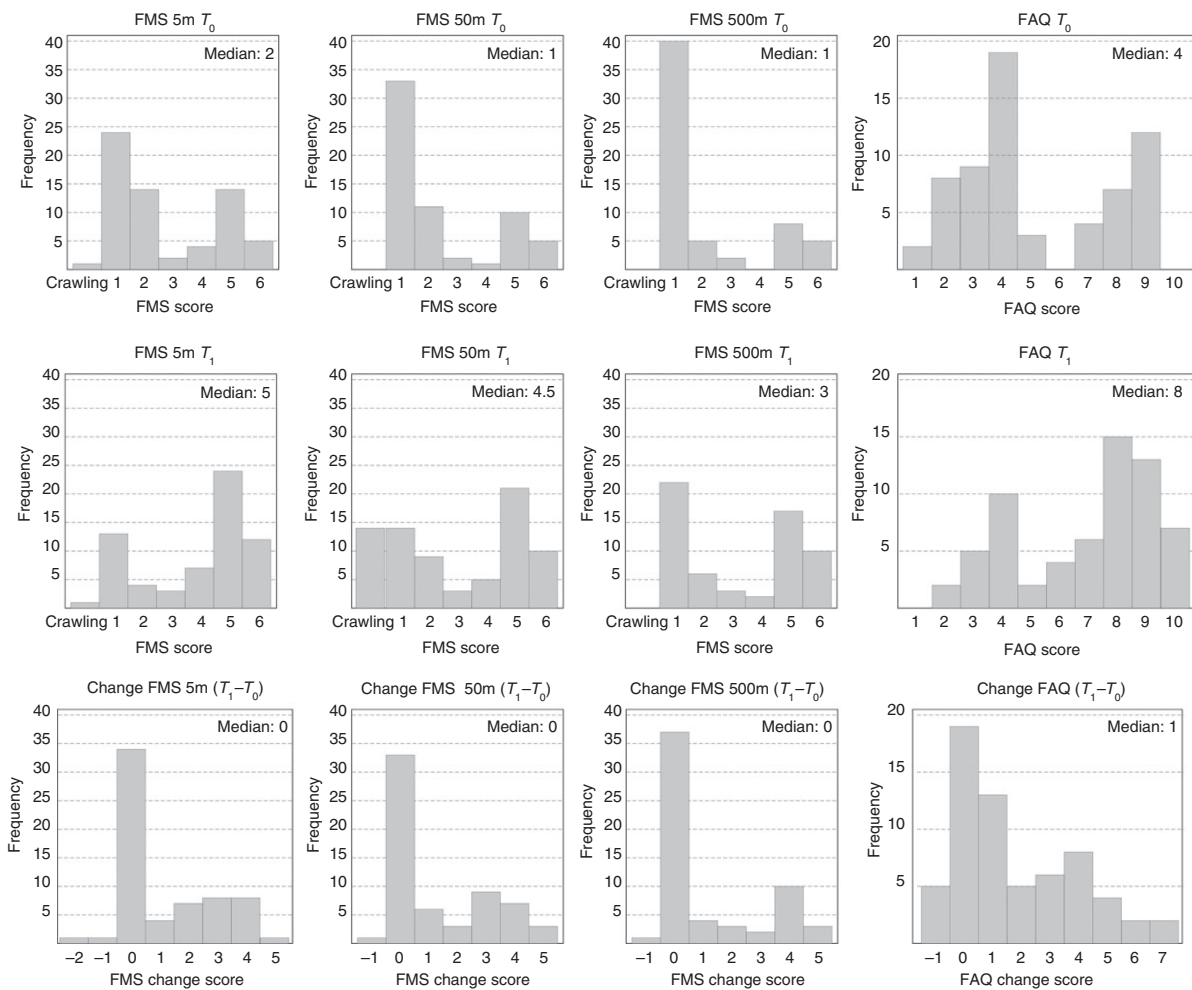 FMS 5m T0
FMS 50m T0
FMS 500m T0
FAQ T0
40
35
30
25
20
15
10
5
Median: 2
Frequency
Crawling 1 2 3 4 5 6
FMS score
40
35
30
25
20
15
10
5
Median: 1
Frequency
Crawling 1 2 3 4 5 6
FMS score
40
35
30
25
20
15
10
5
Median: 1
Frequency
Crawling 1 2 3 4 5 6
FMS score
20
15
10
5
Median: 4
Frequency
1 2 3 4 5 6 7 8 9 10
FAQ score
FMS 5m T1
FMS 50m T1
FMS 500m T1
FAQ T1
40
35
30
25
20
15
10
5
Median: 5
Frequency
Crawling 1 2 3 4 5 6
FMS score
40
35
30
25
20
15
10
5
Median: 4.5
Frequency
Crawling 1 2 3 4 5 6
FMS score
40
35
30
25
20
15
10
5
Median: 3
Frequency
Crawling 1 2 3 4 5 6
FMS score
20
15
10
5
Median: 8
Frequency
1 2 3 4 5 6 7 8 9 10
FAQ score
Change FMS 5m (T1–T0)
Change FMS 50m (T1–T0)
Change FMS 500m (T1–T0)
Change FAQ (T1–T0)
40
35
30
25
20
15
10
5
Median: 0
Frequency
–2 –1 0 1 2 3 4 5
FMS change score
40
35
30
25
20
15
10
5
Median: 0
Frequency
–1 0 1 2 3 4 5
FMS change score
40
35
30
25
20
15
10
5
Median: 0
Frequency
–1 0 1 2 3 4 5
FMS change score
20
15
10
5
Median: 1
Frequency
–1 0 1 2 3 4 5 6 7
FAQ change score